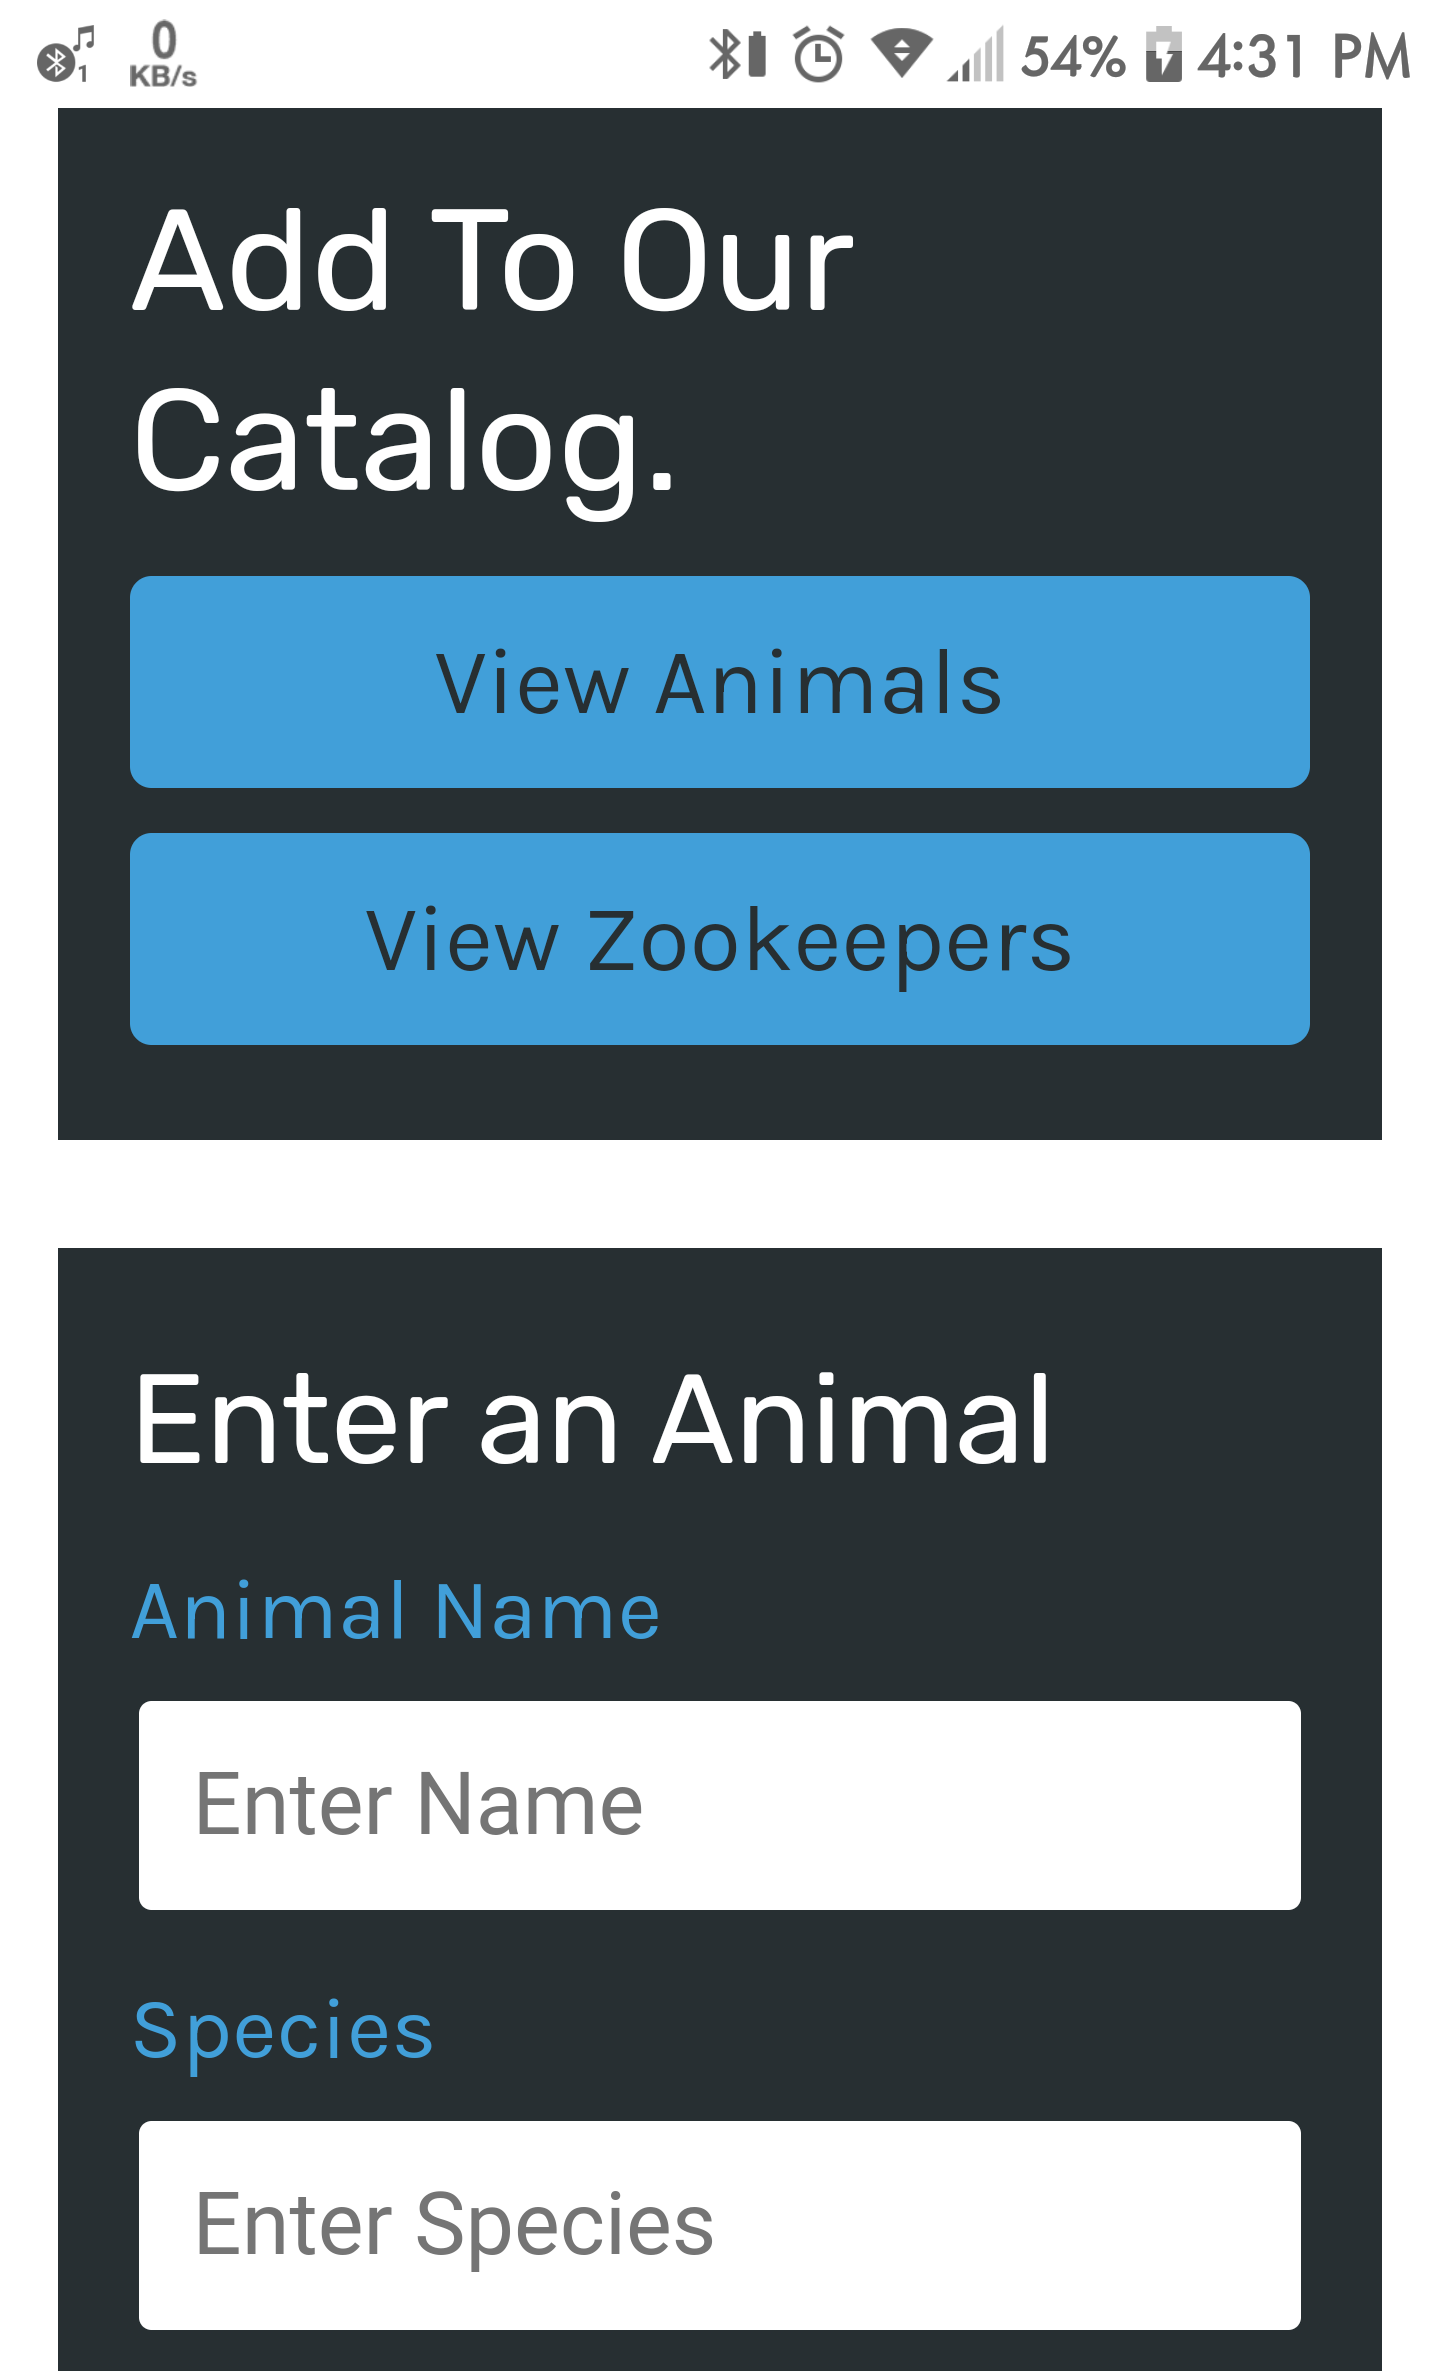 1 0 KB/s 54% 4:31 PM
Add To Our
Catalog.
View Animals
View Zookeepers
Enter an Animal
Animal Name
Enter Name
Species
Enter Species